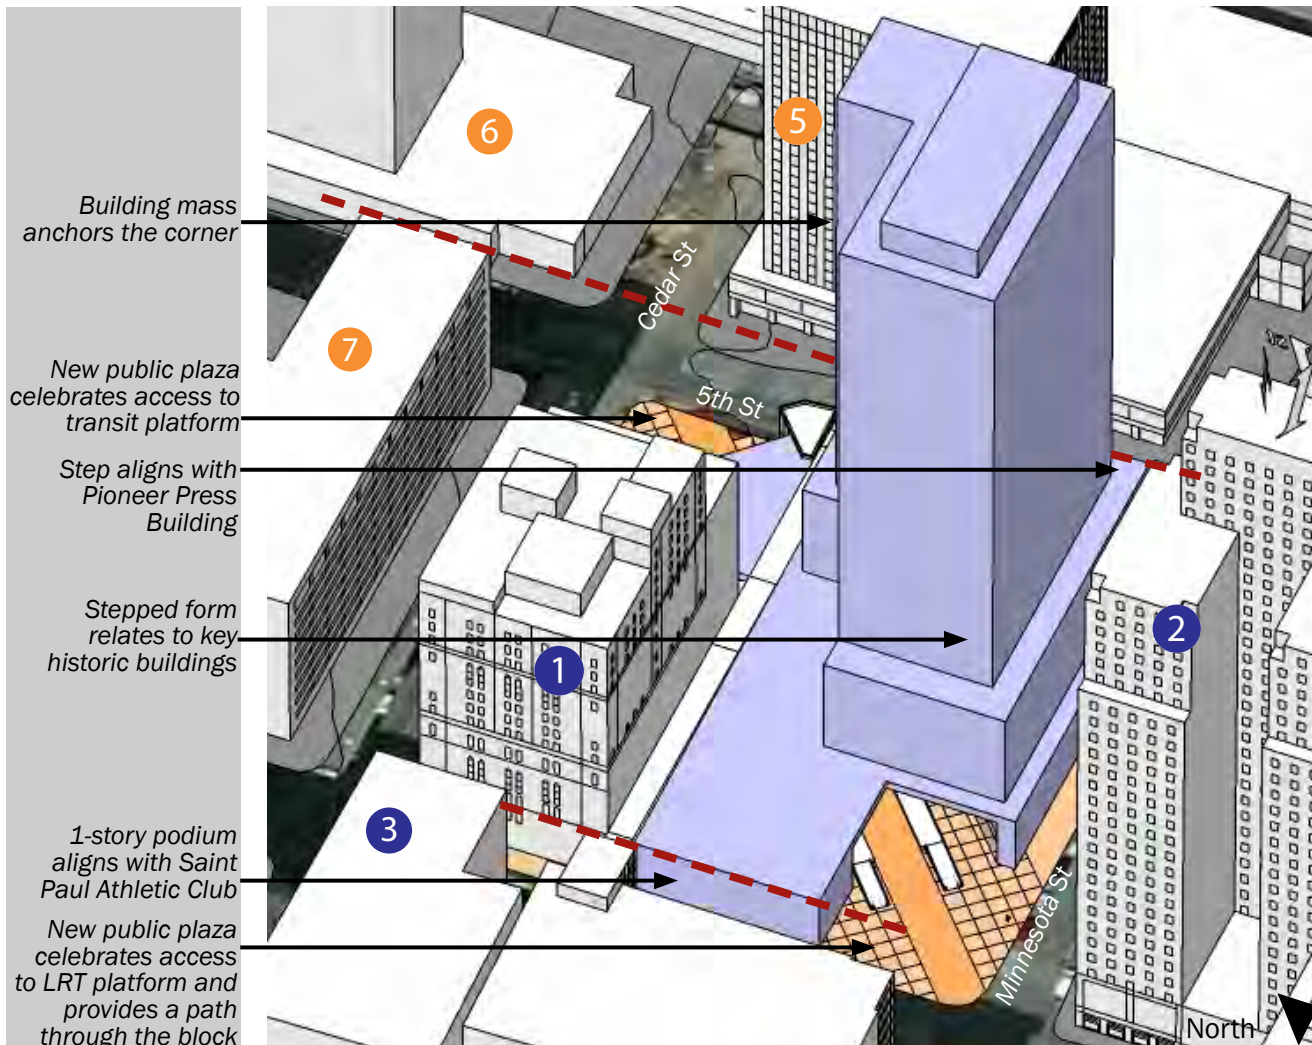 Building mass
anchors the corner
New public plaza
celebrates access to
transit platform
Step aligns with
Pioneer Press
Building
Stepped form
relates to key
historic buildings
1-story podium
aligns with Saint
Paul Athletic Club
New public plaza
celebrates access
to LRT platform and
provides a path
through the block
6
5
7
Cedar St
5th St
1
2
3
Minnesota St
North